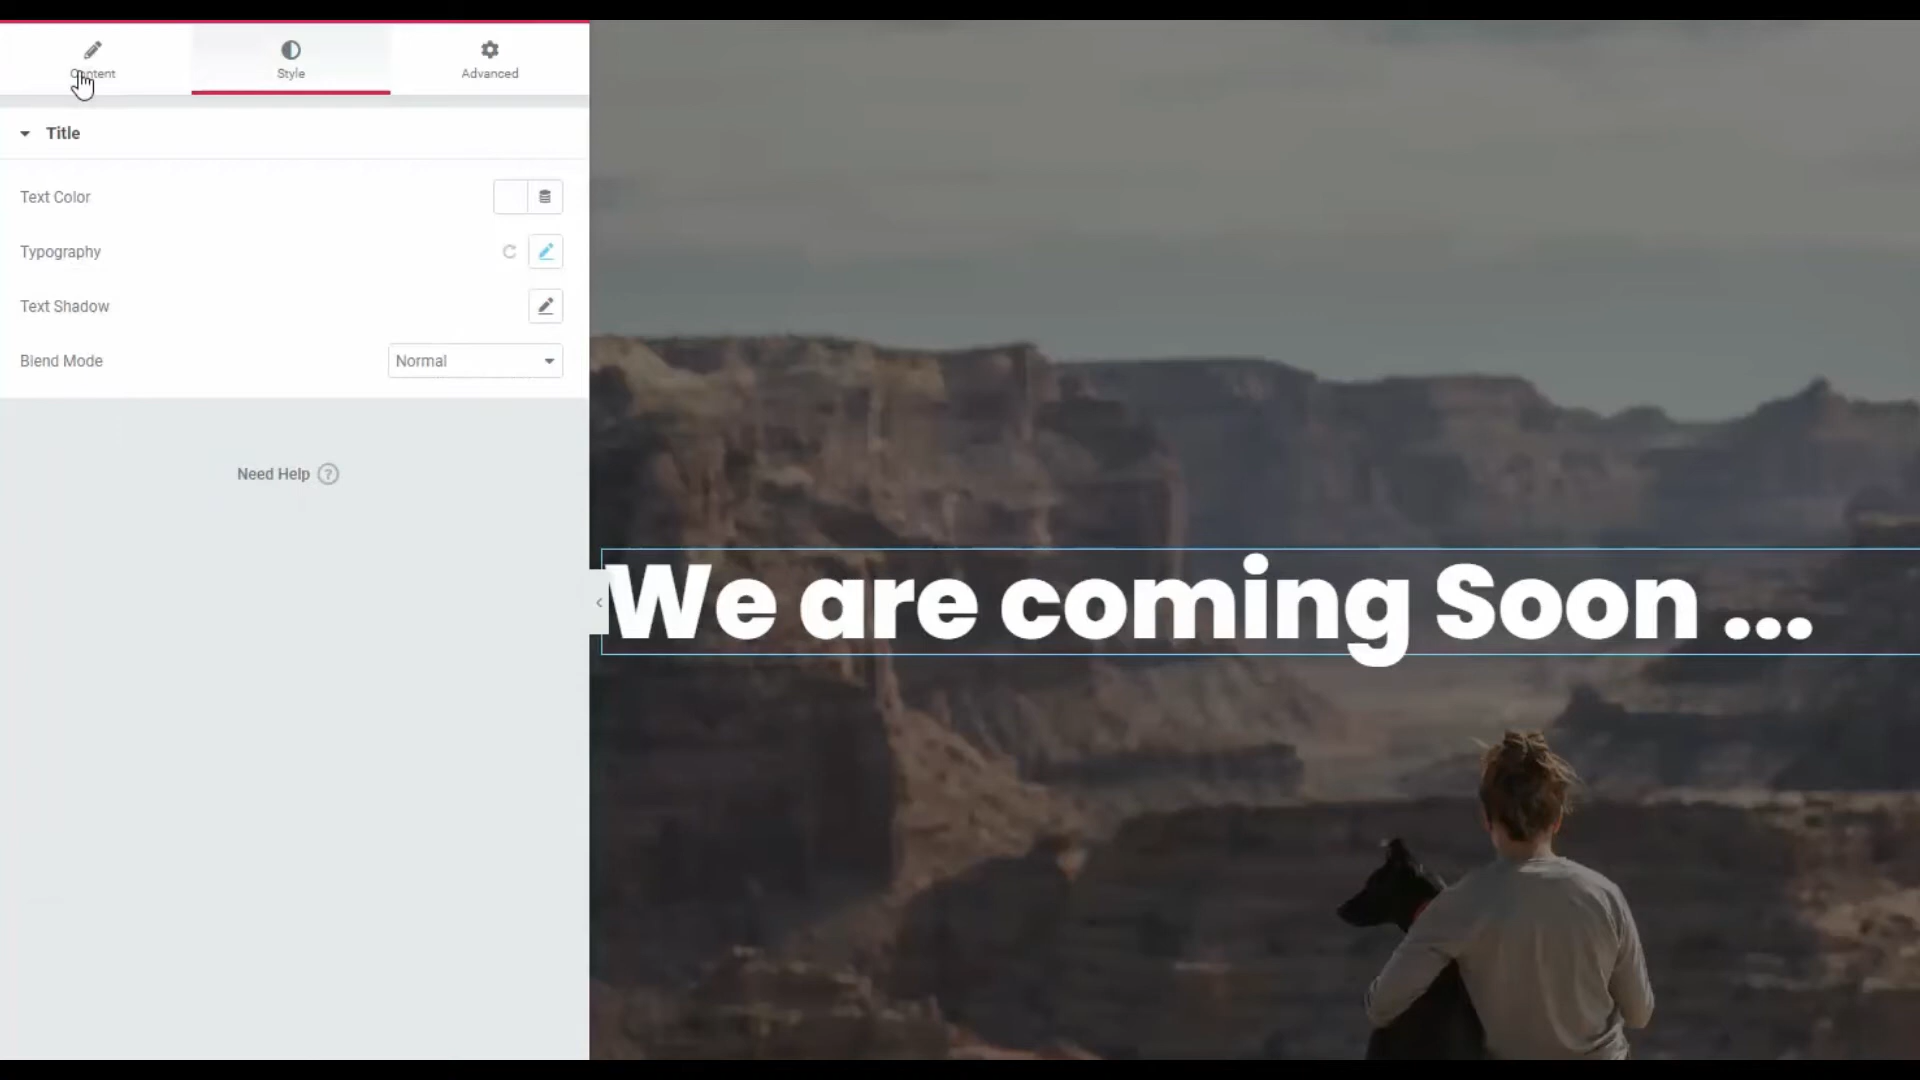 Content
Style
Advanced
Title
Text Color
Typography
Text Shadow
Blend Mode
Normal
Need Help ?
We are coming Soon ...